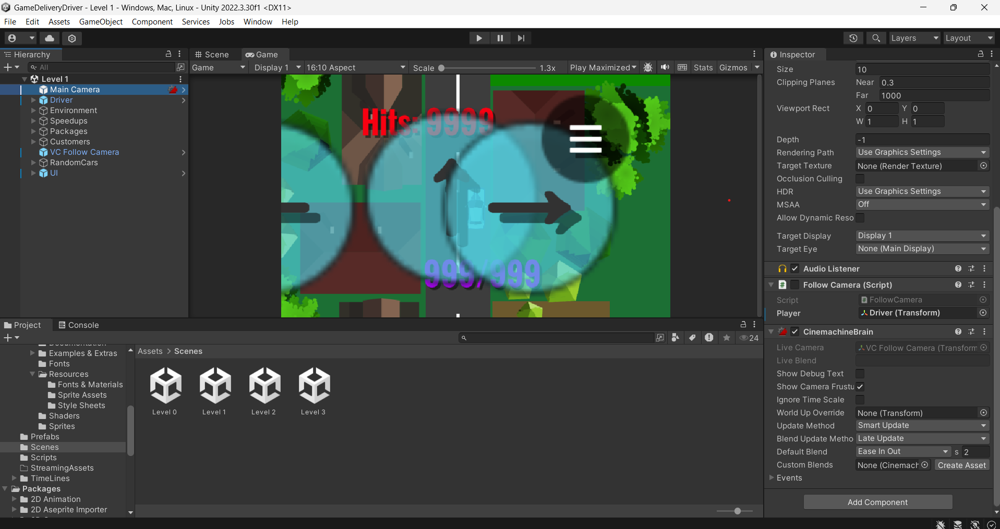 GameDeliveryDriver - Level 1 - Windows, Mac, Linux - Unity 2022.3.30f1 <DX11>
File Edit Assets GameObject Component Services Jobs Window Help
Layers Layout
Hierarchy
All
Level 1
Main Camera
Driver
Environment
Speedups
Packages
Customers
VC Follow Camera
RandomCars
UI
Scene Game
Game Display 1 16:10 Aspect Scale 1.3x Play Maximized Stats Gizmos
Hits: 9999
999/999
Inspector
Size 10
Clipping Planes Near 0.3
Far 1000
Viewport Rect X 0 Y 0
W 1 H 1
Depth -1
Rendering Path Use Graphics Settings
Target Texture None (Render Texture)
Occlusion Culling
HDR Use Graphics Settings
MSAA Off
Allow Dynamic Reso
Target Display Display 1
Target Eye None (Main Display)
Audio Listener
# Follow Camera (Script)
Script # FollowCamera
Player Driver (Transform)
CinemachineBrain
Live Camera VC Follow Camera (Transform
Live Blend
Show Debug Text
Show Camera Frustu
Ignore Time Scale
World Up Override None (Transform)
Update Method Smart Update
Blend Update Metho Late Update
Default Blend Ease In Out s 2
Custom Blends None (Cinemach Create Asset
Events
Add Component
Project Console
24
Documentation
Examples & Extras
Fonts
Resources
Fonts & Materials
Sprite Assets
Style Sheets
Shaders
Sprites
Prefabs
Scenes
Scripts
StreamingAssets
TimeLines
Packages
2D Animation
2D Aseprite Importer
Assets > Scenes
Level 0 Level 1 Level 2 Level 3